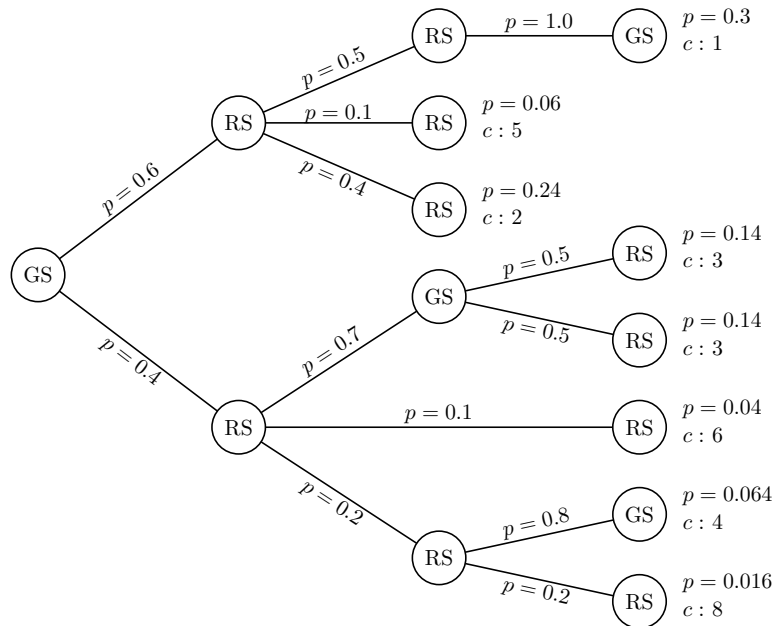 RS
p = 1.0
GS
p = 0.3
c : 1
p = 0.5
RS
p = 0.1
RS
p = 0.06
c : 5
p = 0.4
RS
p = 0.24
c : 2
p = 0.6
GS
p = 0.4
GS
p = 0.5
RS
p = 0.14
c : 3
p = 0.5
RS
p = 0.14
c : 3
p = 0.7
RS
p = 0.1
RS
p = 0.04
c : 6
p = 0.2
RS
p = 0.8
GS
p = 0.064
c : 4
p = 0.2
RS
p = 0.016
c : 8